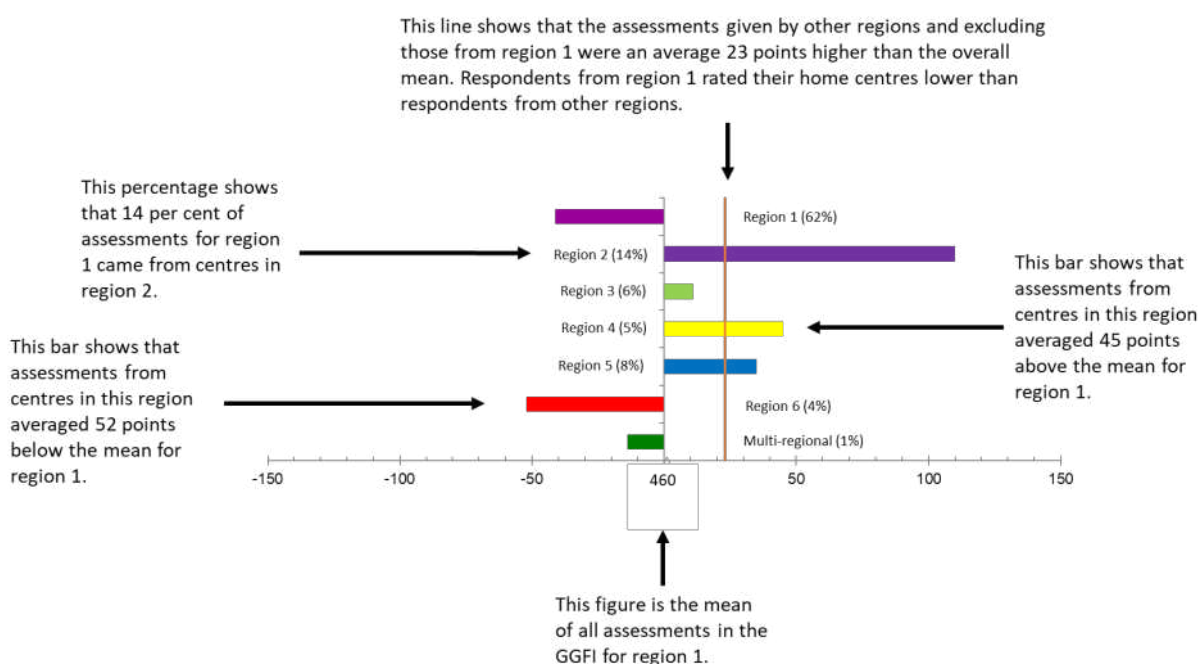 This line shows that the assessments given by other regions and excluding
those from region 1 were an average 23 points higher than the overall
mean. Respondents from region 1 rated their home centres lower than
respondents from other regions.
This percentage shows
that 14 per cent of
assessments for region
1 came from centres in
region 2.
This bar shows that
assessments from
centres in this region
averaged 52 points
below the mean for
region 1.
Region 1 (62%)
Region 2 (14%)
Region 3 (6%)
Region 4 (5%)
Region 5 (8%)
Region 6 (4%)
Multi-regional (1%)
This bar shows that
assessments from
centres in this region
averaged 45 points
above the mean for
region 1.
-150 -100 -50 460 50 100 150
This figure is the mean
of all assessments in the
GGFI for region 1.